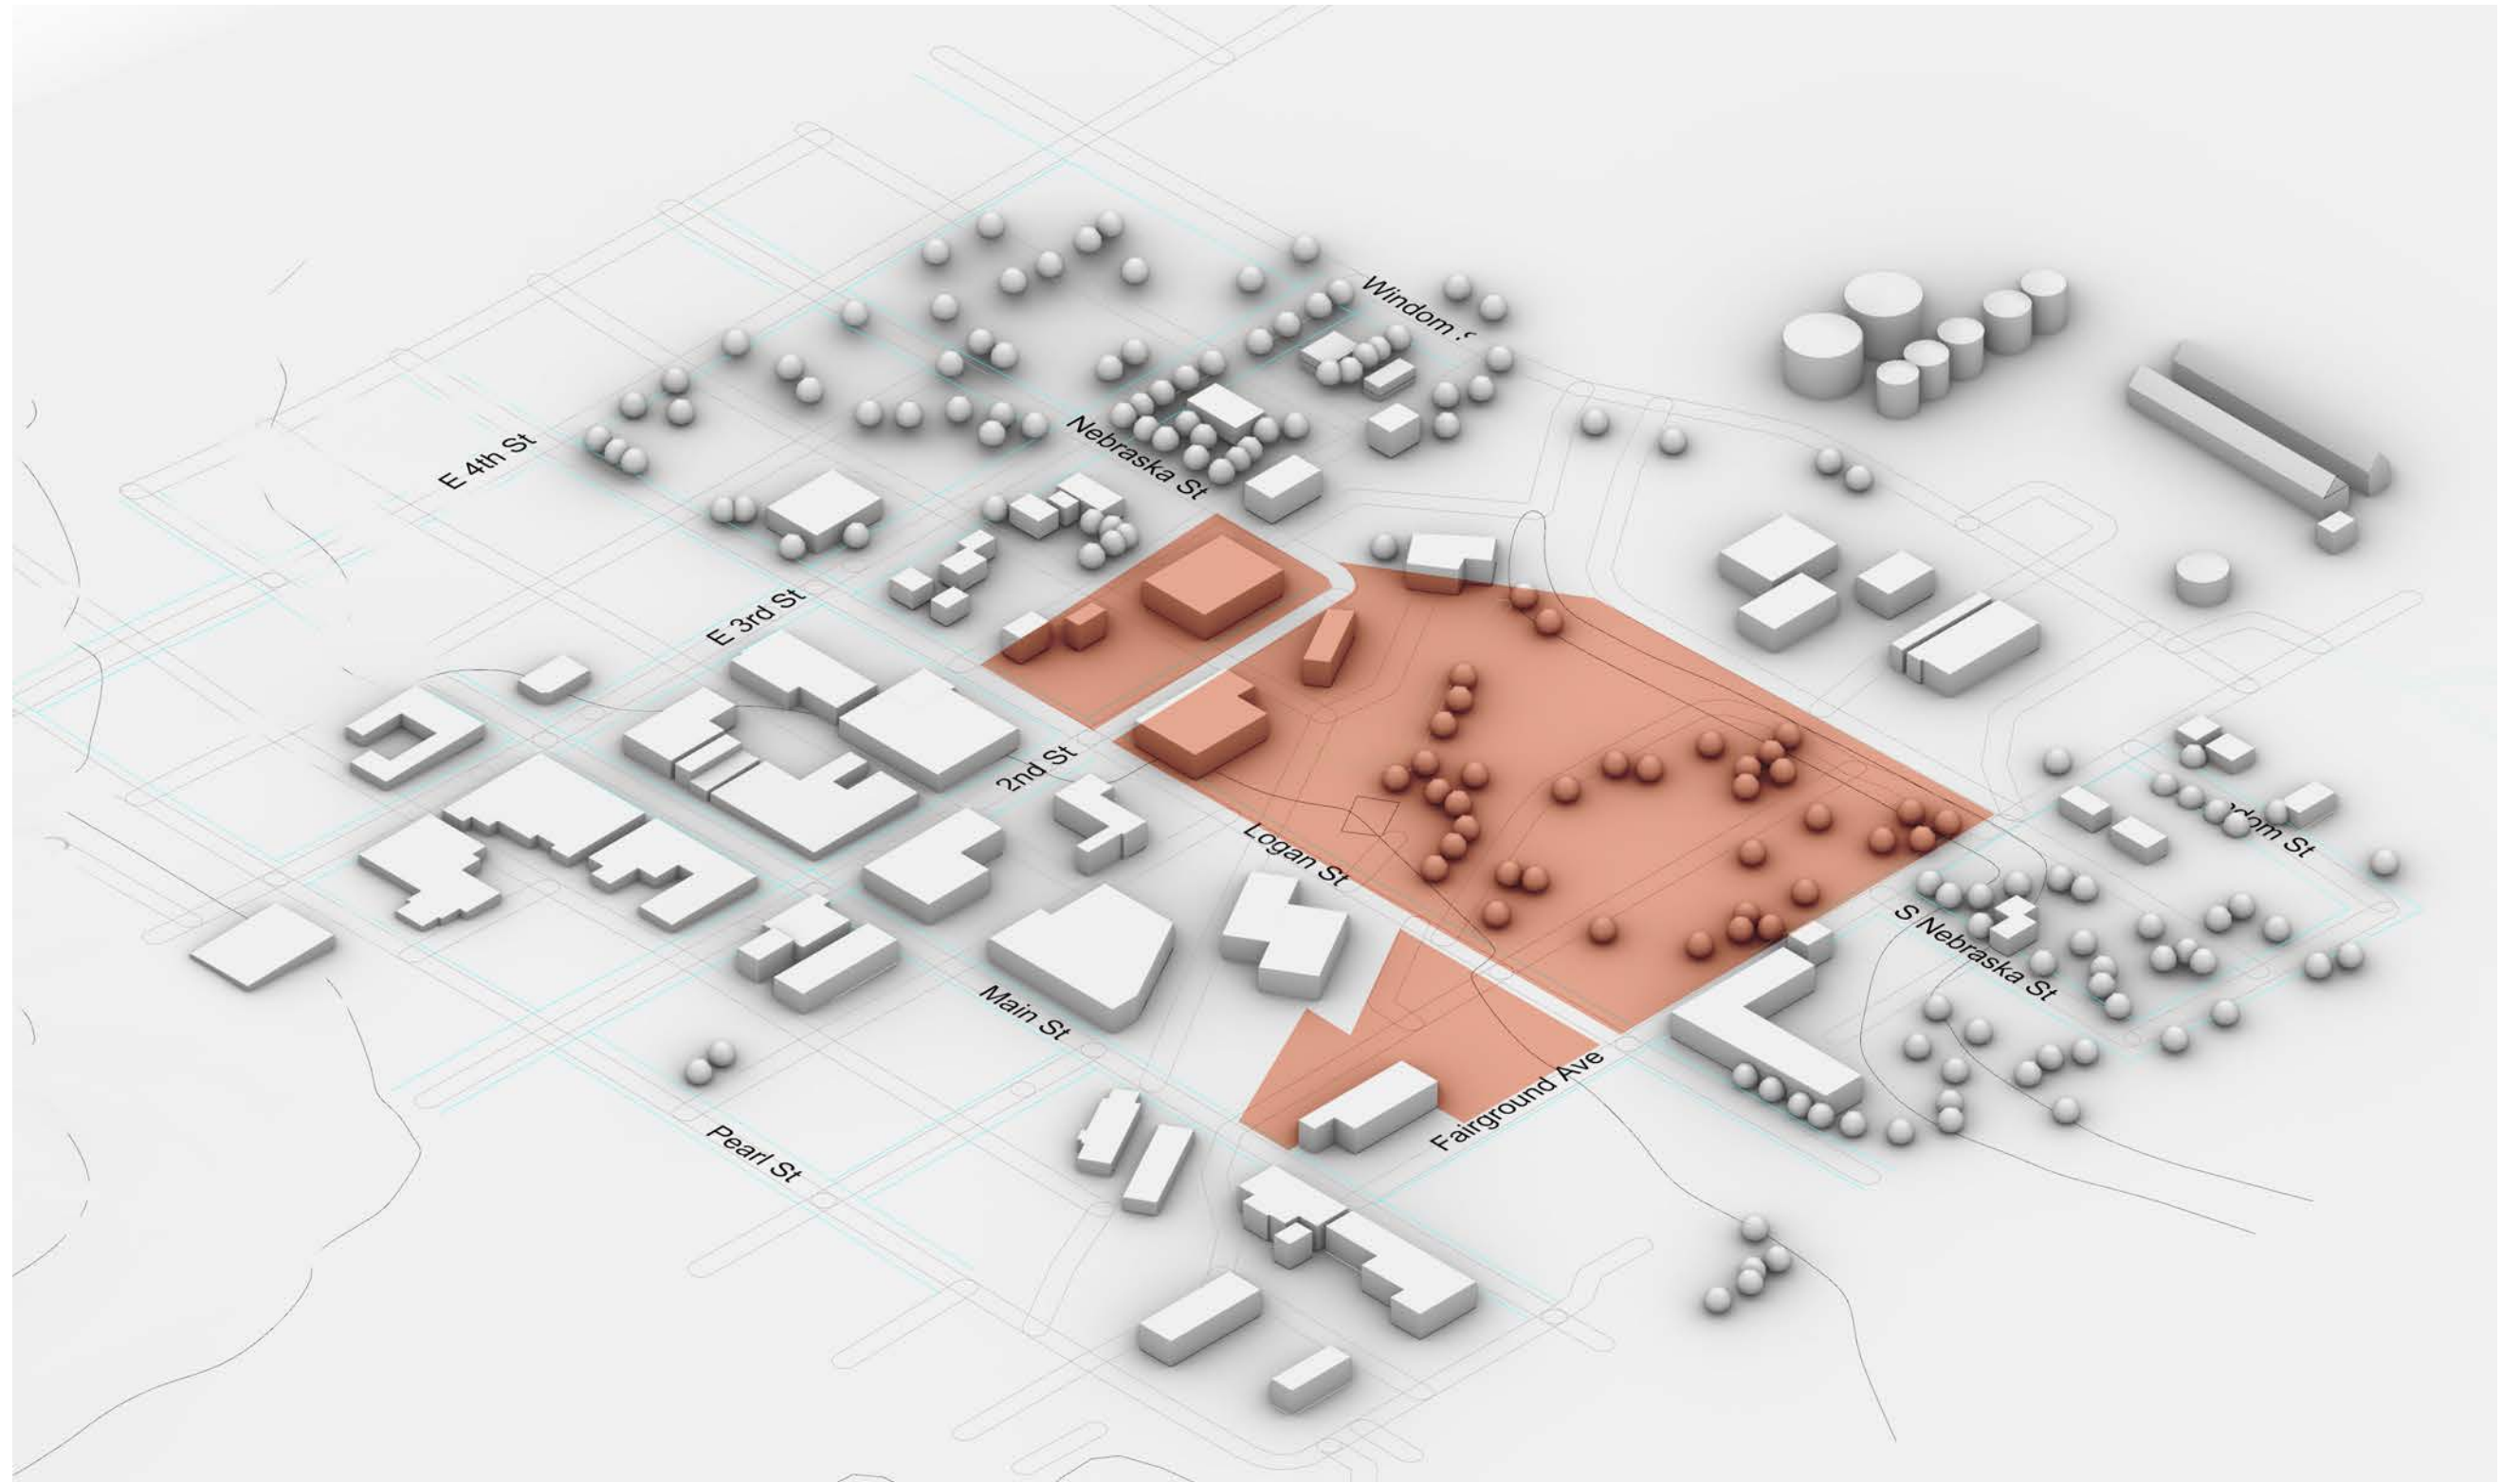 Windom S
E 4th St
Nebraska St
E 3rd St
2nd St
Logan St
dom St
S Nebraska St
Main St
Fairground Ave
Pearl St